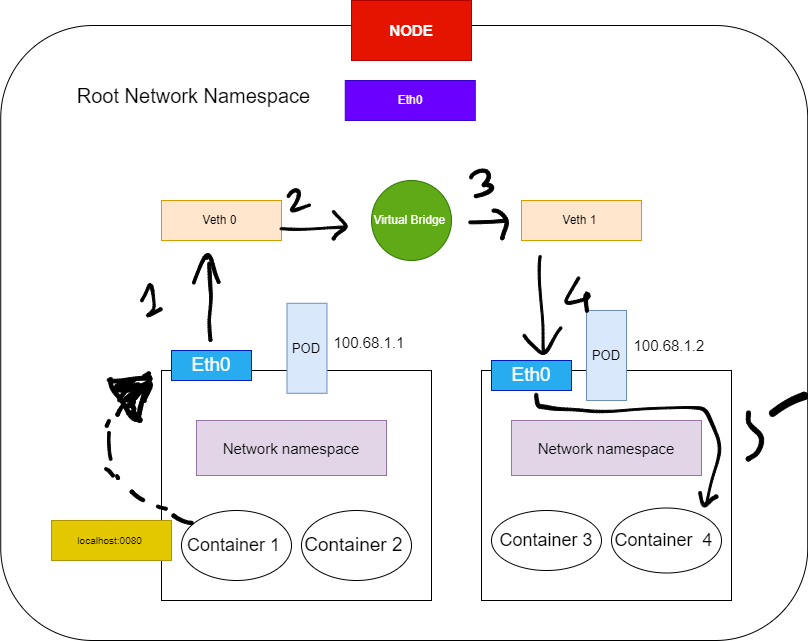 NODE
Root Network Namespace
Eth0
Veth 0
2
Virtual Bridge
3
Veth 1
1
4
Eth0
POD
100.68.1.1
Eth0
POD
100.68.1.2
Network namespace
Network namespace
5
localhost:0080
Container 1
Container 2
Container 3
Container 4